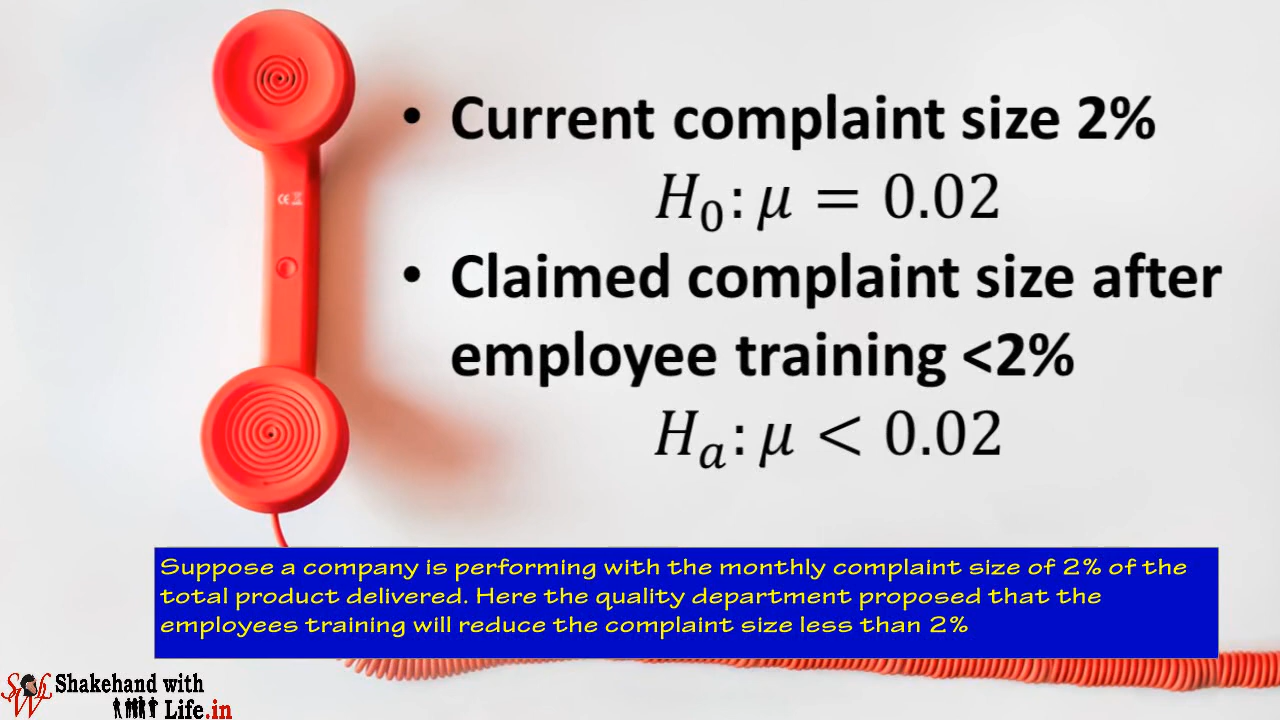 • Current complaint size 2%
H₀: μ = 0.02
• Claimed complaint size after
employee training <2%
Hₐ: μ < 0.02
Suppose a company is performing with the monthly complaint size of 2% of the
total product delivered. Here the quality department proposed that the
employees training will reduce the complaint size less than 2%
SWL Shakehand with
Life.in
CE